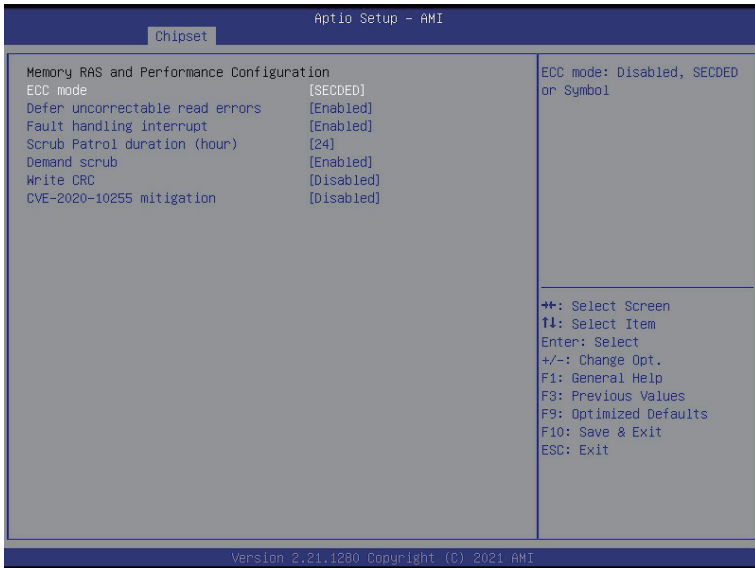 Aptio Setup – AMI
Chipset
Memory RAS and Performance Configuration
ECC mode [SECDED]
Defer uncorrectable read errors [Enabled]
Fault handling interrupt [Enabled]
Scrub Patrol duration (hour) [24]
Demand scrub [Enabled]
Write CRC [Disabled]
CVE-2020-10255 mitigation [Disabled]
ECC mode: Disabled, SECDED
or Symbol
→←: Select Screen
↑↓: Select Item
Enter: Select
+/-: Change Opt.
F1: General Help
F3: Previous Values
F9: Optimized Defaults
F10: Save & Exit
ESC: Exit
Version 2.21.1280 Copyright (C) 2021 AMI